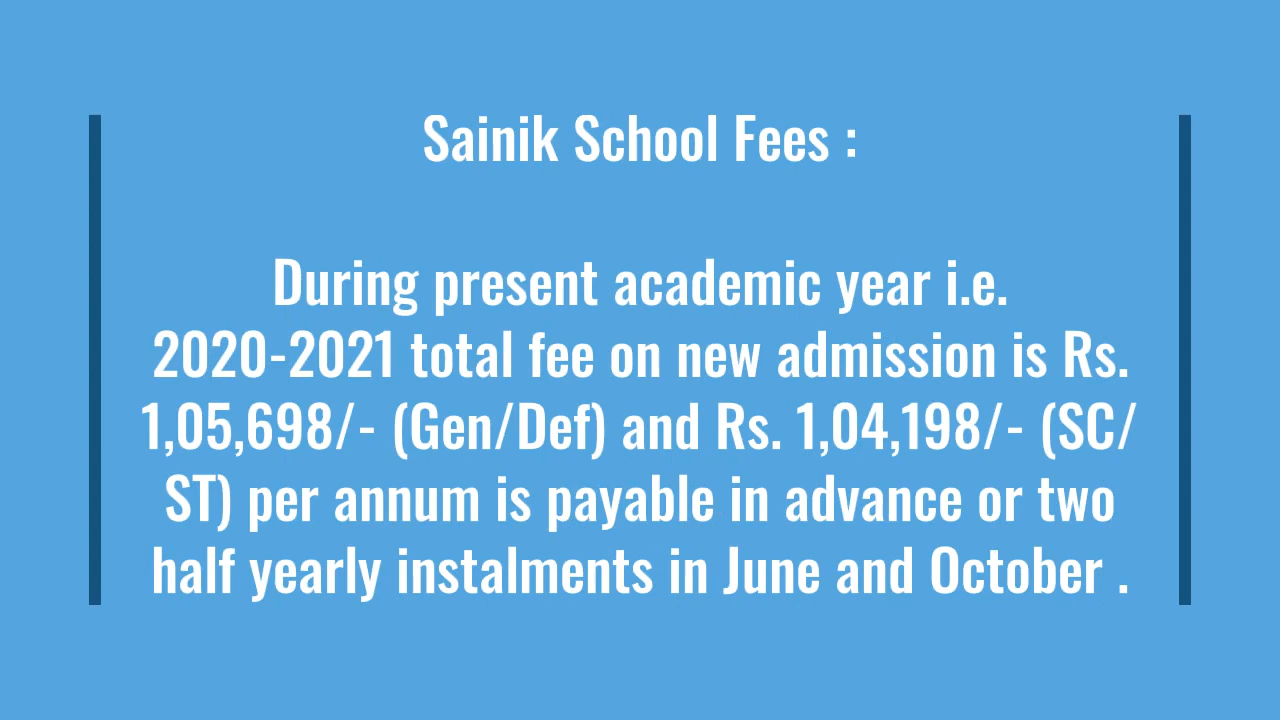 Sainik School Fees :
During present academic year i.e.
2020-2021 total fee on new admission is Rs.
1,05,698/- (Gen/Def) and Rs. 1,04,198/- (SC/
ST) per annum is payable in advance or two
half yearly instalments in June and October .